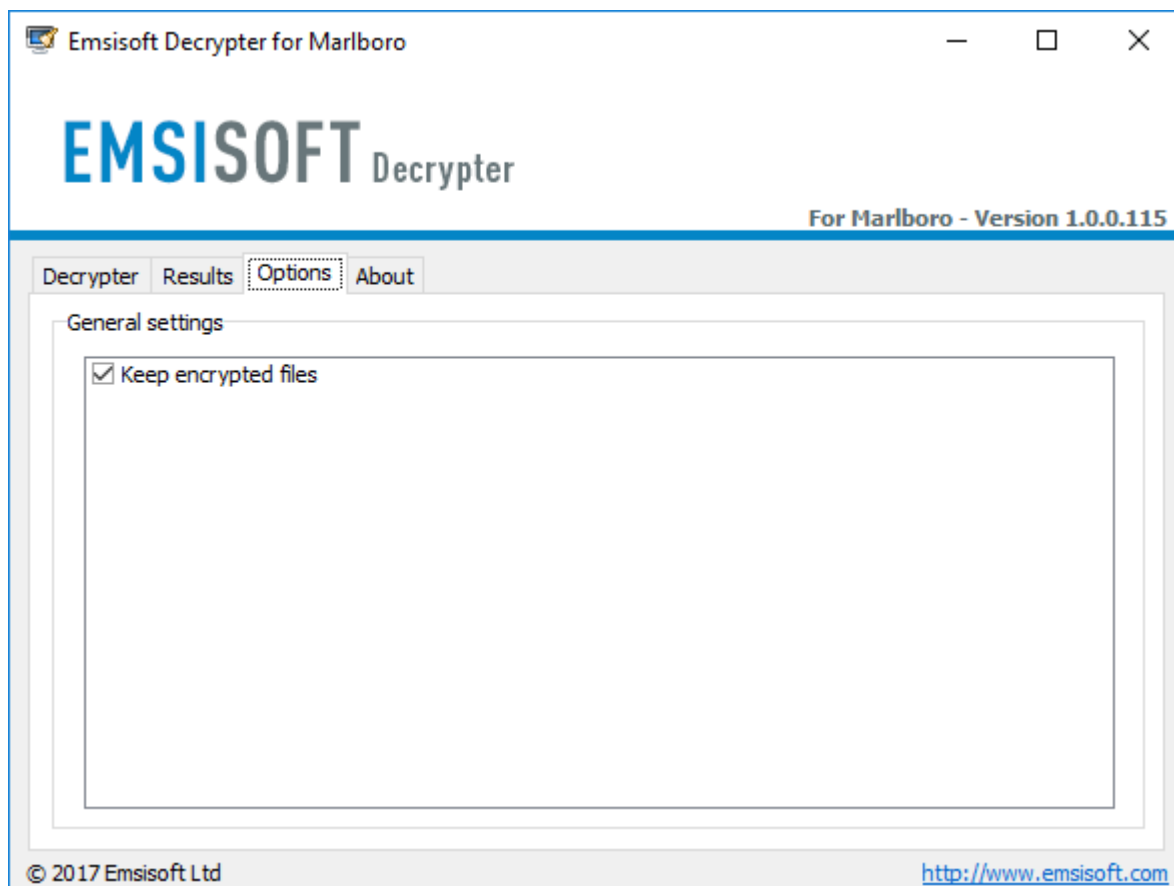 Emsisoft Decrypter for Marlboro
EMSISOFT Decrypter
For Marlboro - Version 1.0.0.115
Decrypter Results Options About
General settings
Keep encrypted files
© 2017 Emsisoft Ltd http://www.emsisoft.com